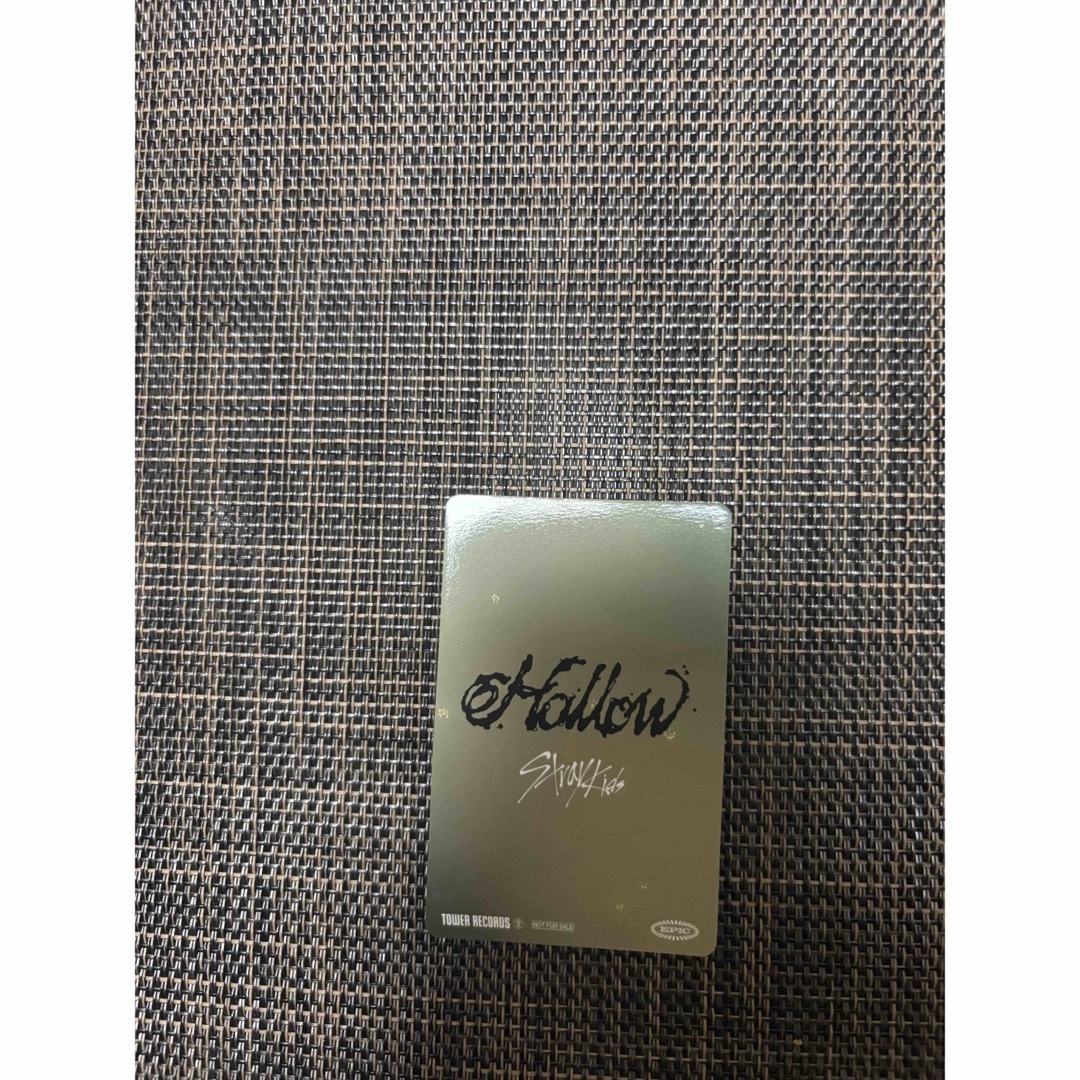 Hollow
Stray Kids
TOWER RECORDS NOT FOR SALE EPIC